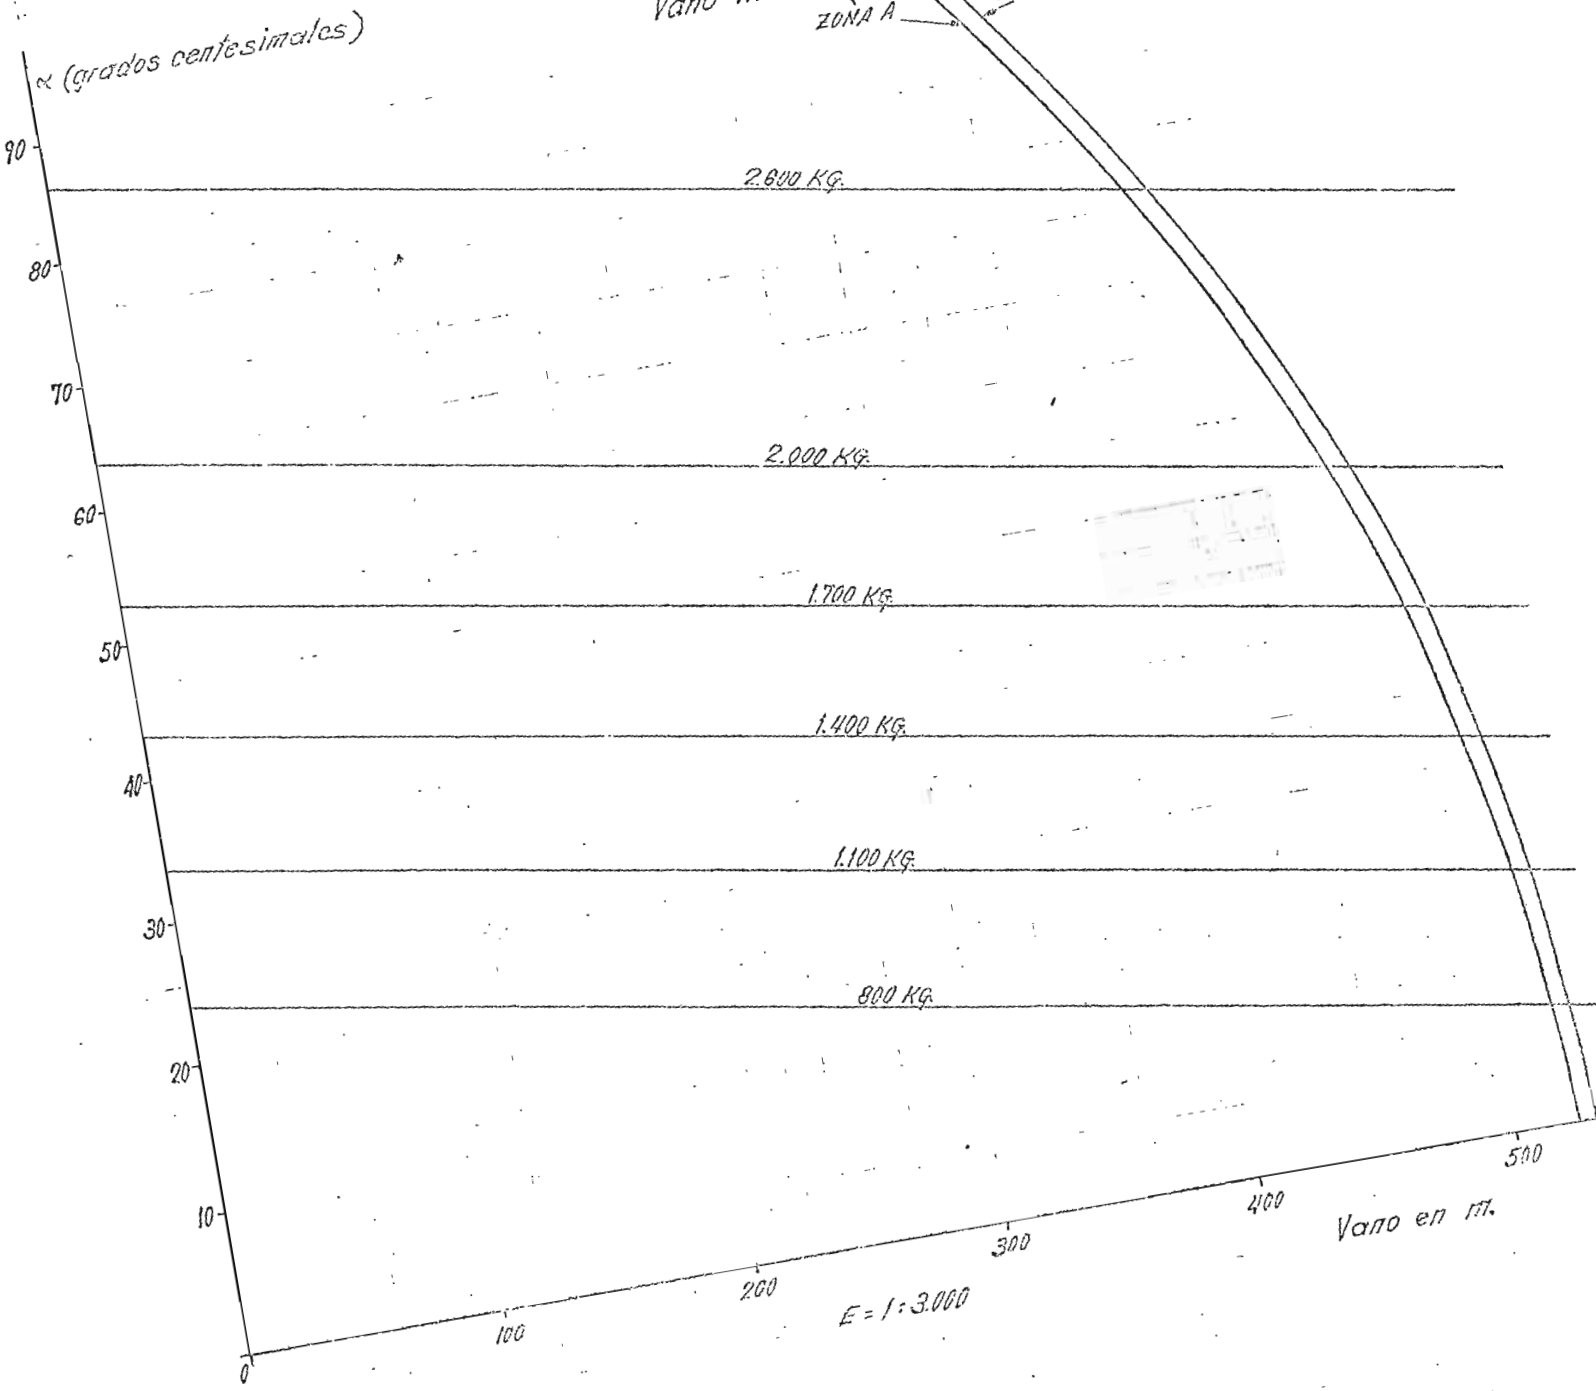 Vano
ZONA A
α (grados centesimales)
90
2.600 KG.
80
70
2.000 KG.
60
1.700 KG.
50
1.400 KG.
40
1.100 KG.
30
800 KG.
20
10
0
100
200
300
400
500
Vano en m.
E = 1:3.000